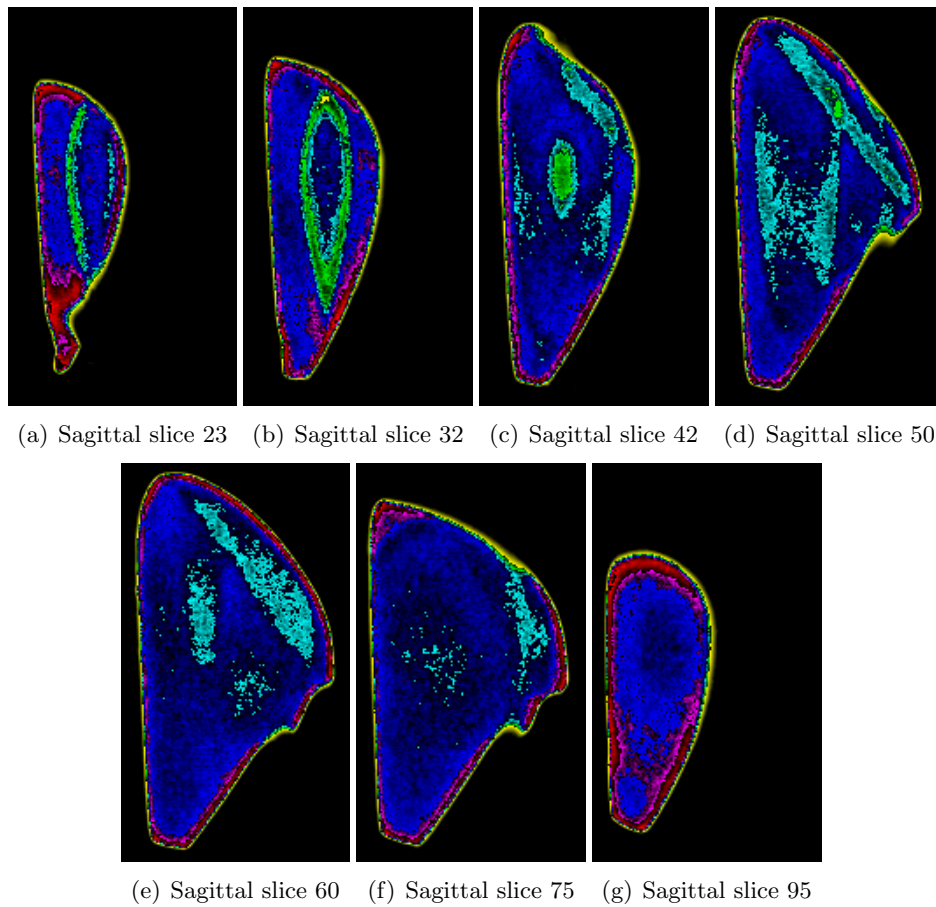 (a) Sagittal slice 23
(b) Sagittal slice 32
(c) Sagittal slice 42
(d) Sagittal slice 50
(e) Sagittal slice 60
(f) Sagittal slice 75
(g) Sagittal slice 95